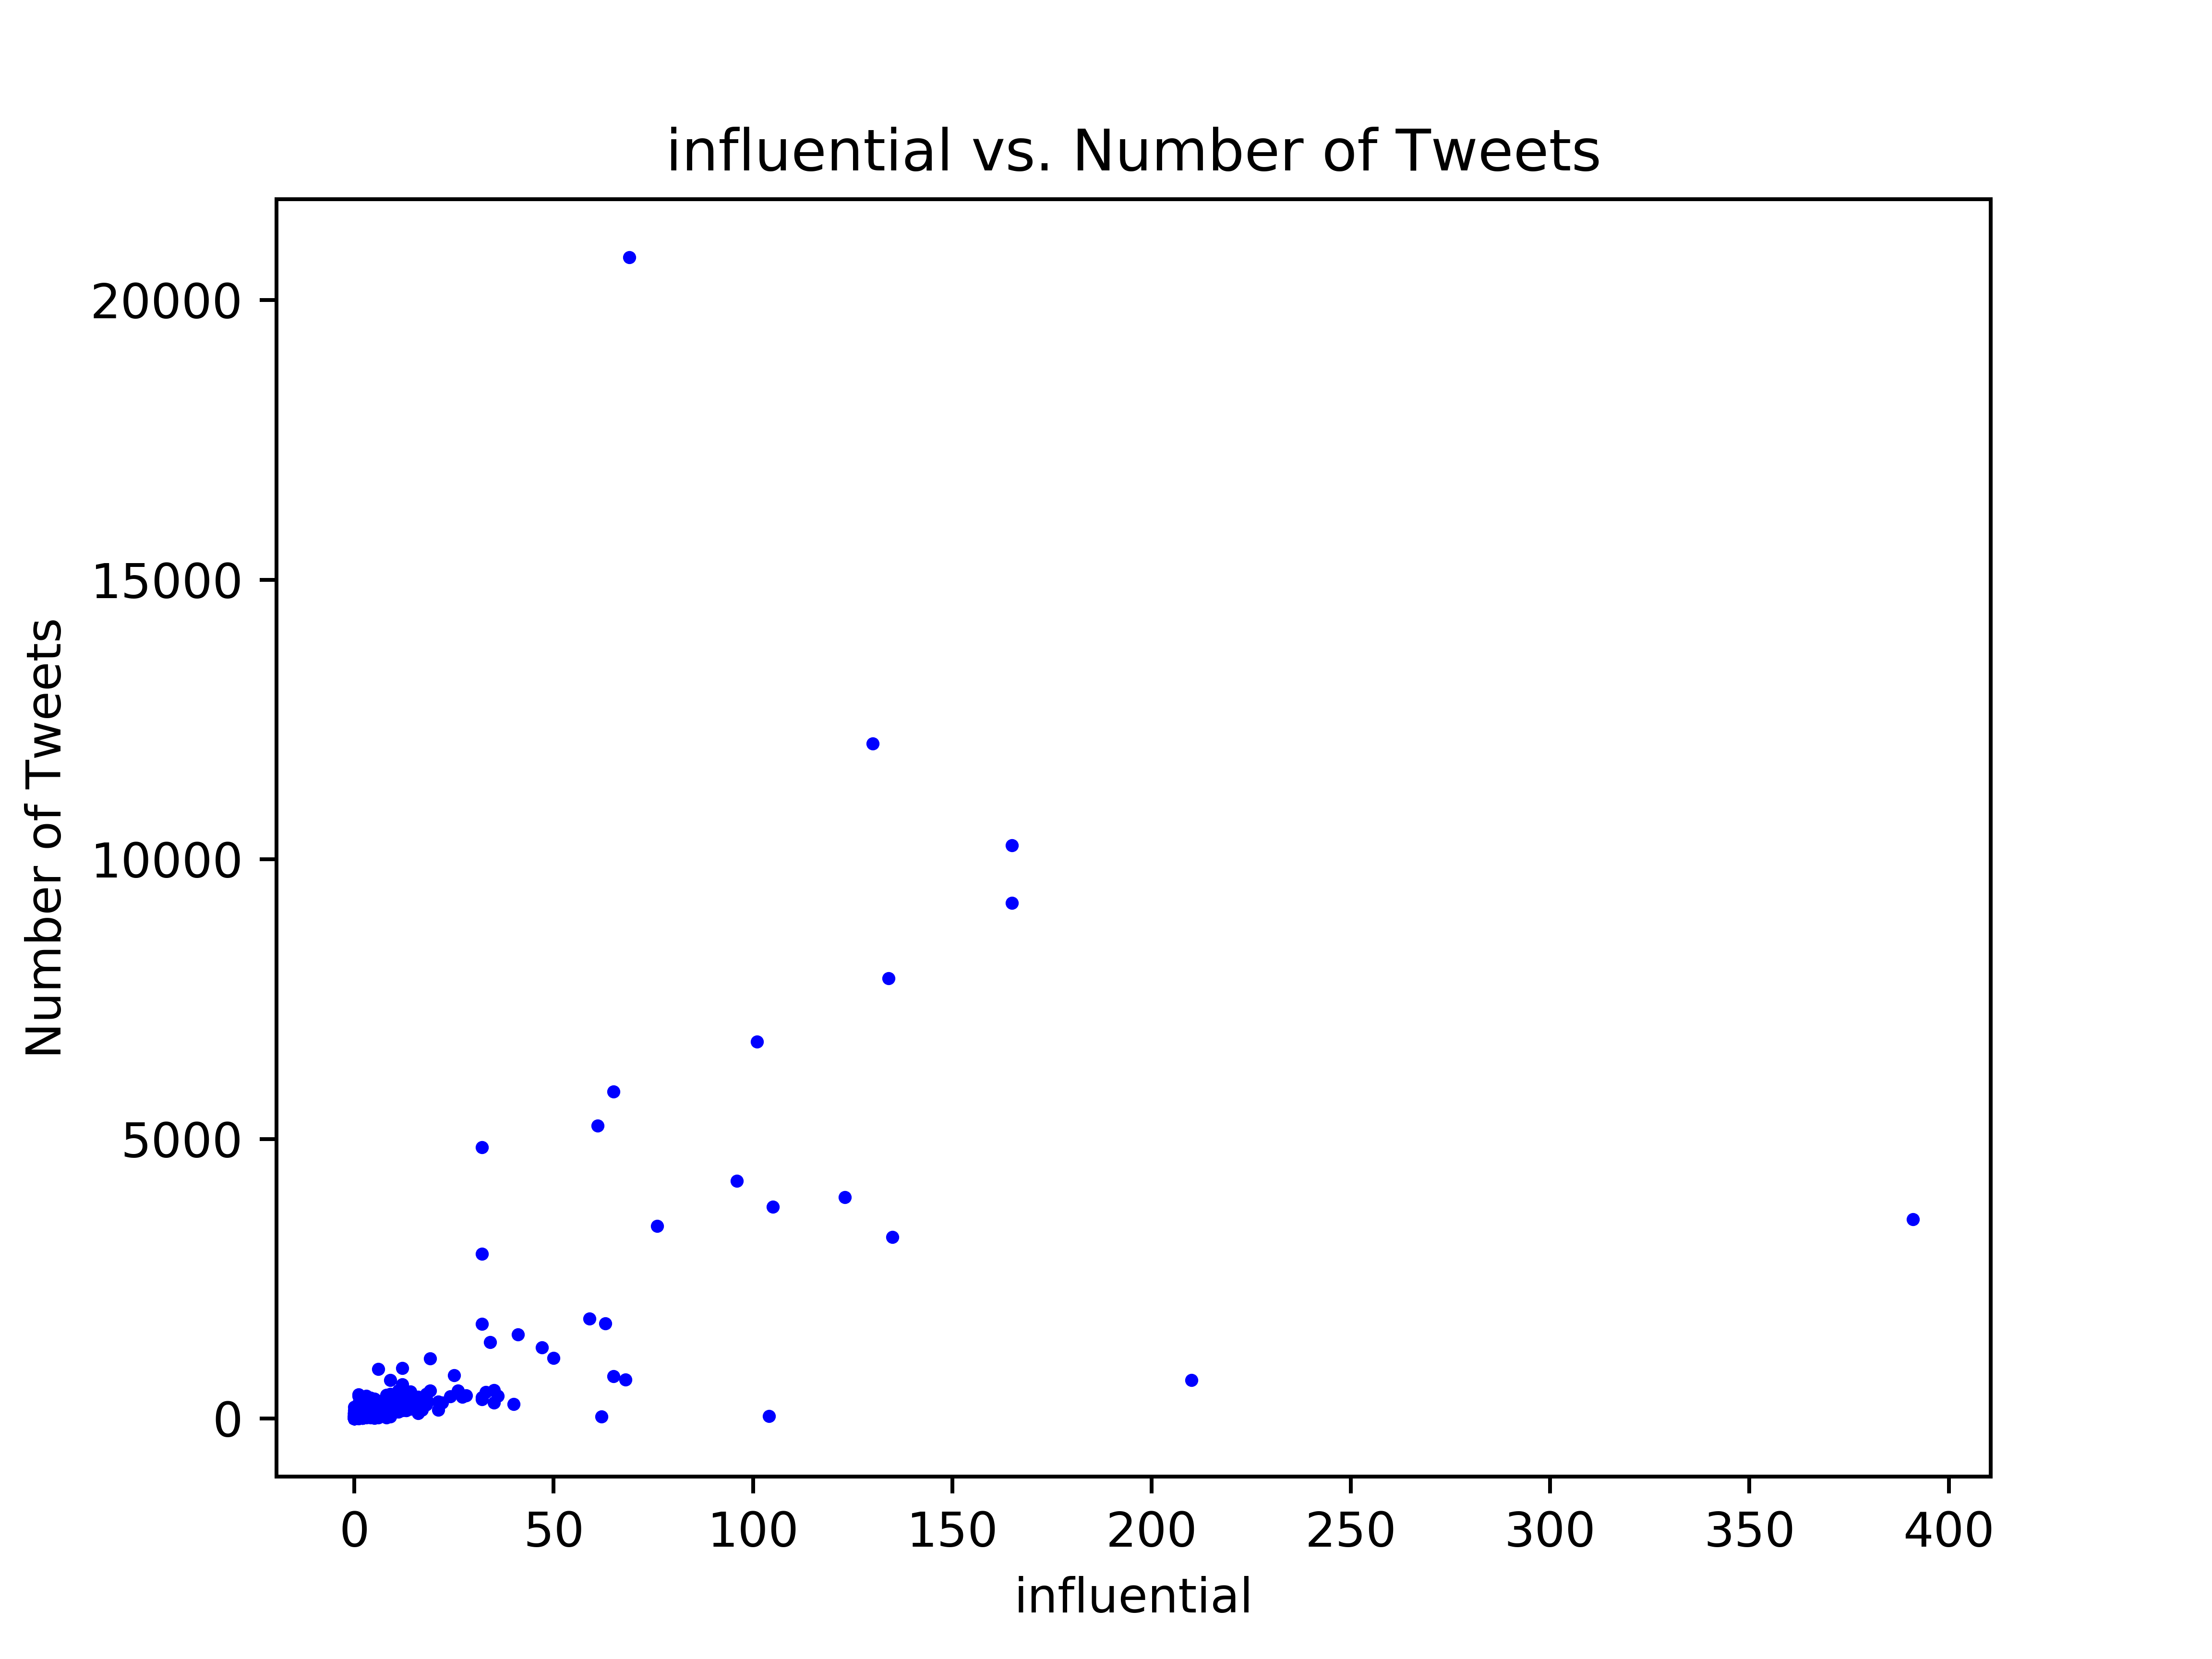 influential vs. Number of Tweets
Number of Tweets
20000
15000
10000
5000
0
0 50 100 150 200 250 300 350 400
influential